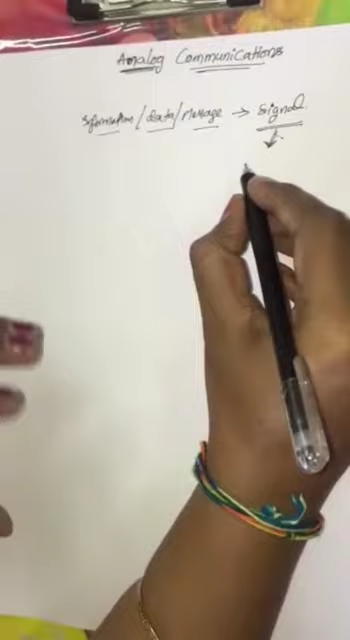 Analog Communications
Information / data / Message → Signal.